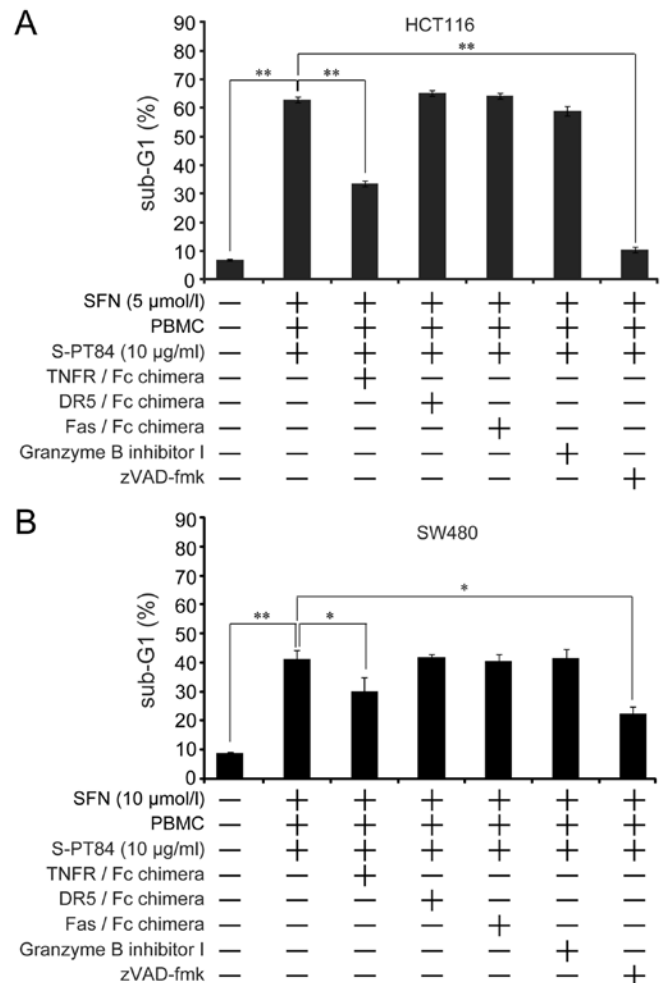 A
HCT116
sub-G1 (%)
90
80
70
60
50
40
30
20
10
0
**
**
**
SFN (5 µmol/l) — + + + + + +
PBMC — + + + + + +
S-PT84 (10 µg/ml) — + + + + + +
TNFR / Fc chimera — — + — — — —
DR5 / Fc chimera — — — + — — —
Fas / Fc chimera — — — — + — —
Granzyme B inhibitor I — — — — — + —
zVAD-fmk — — — — — — +
B
SW480
sub-G1 (%)
90
80
70
60
50
40
30
20
10
0
*
**
*
SFN (10 µmol/l) — + + + + + +
PBMC — + + + + + +
S-PT84 (10 µg/ml) — + + + + + +
TNFR / Fc chimera — — + — — — —
DR5 / Fc chimera — — — + — — —
Fas / Fc chimera — — — — + — —
Granzyme B inhibitor I — — — — — + —
zVAD-fmk — — — — — — +